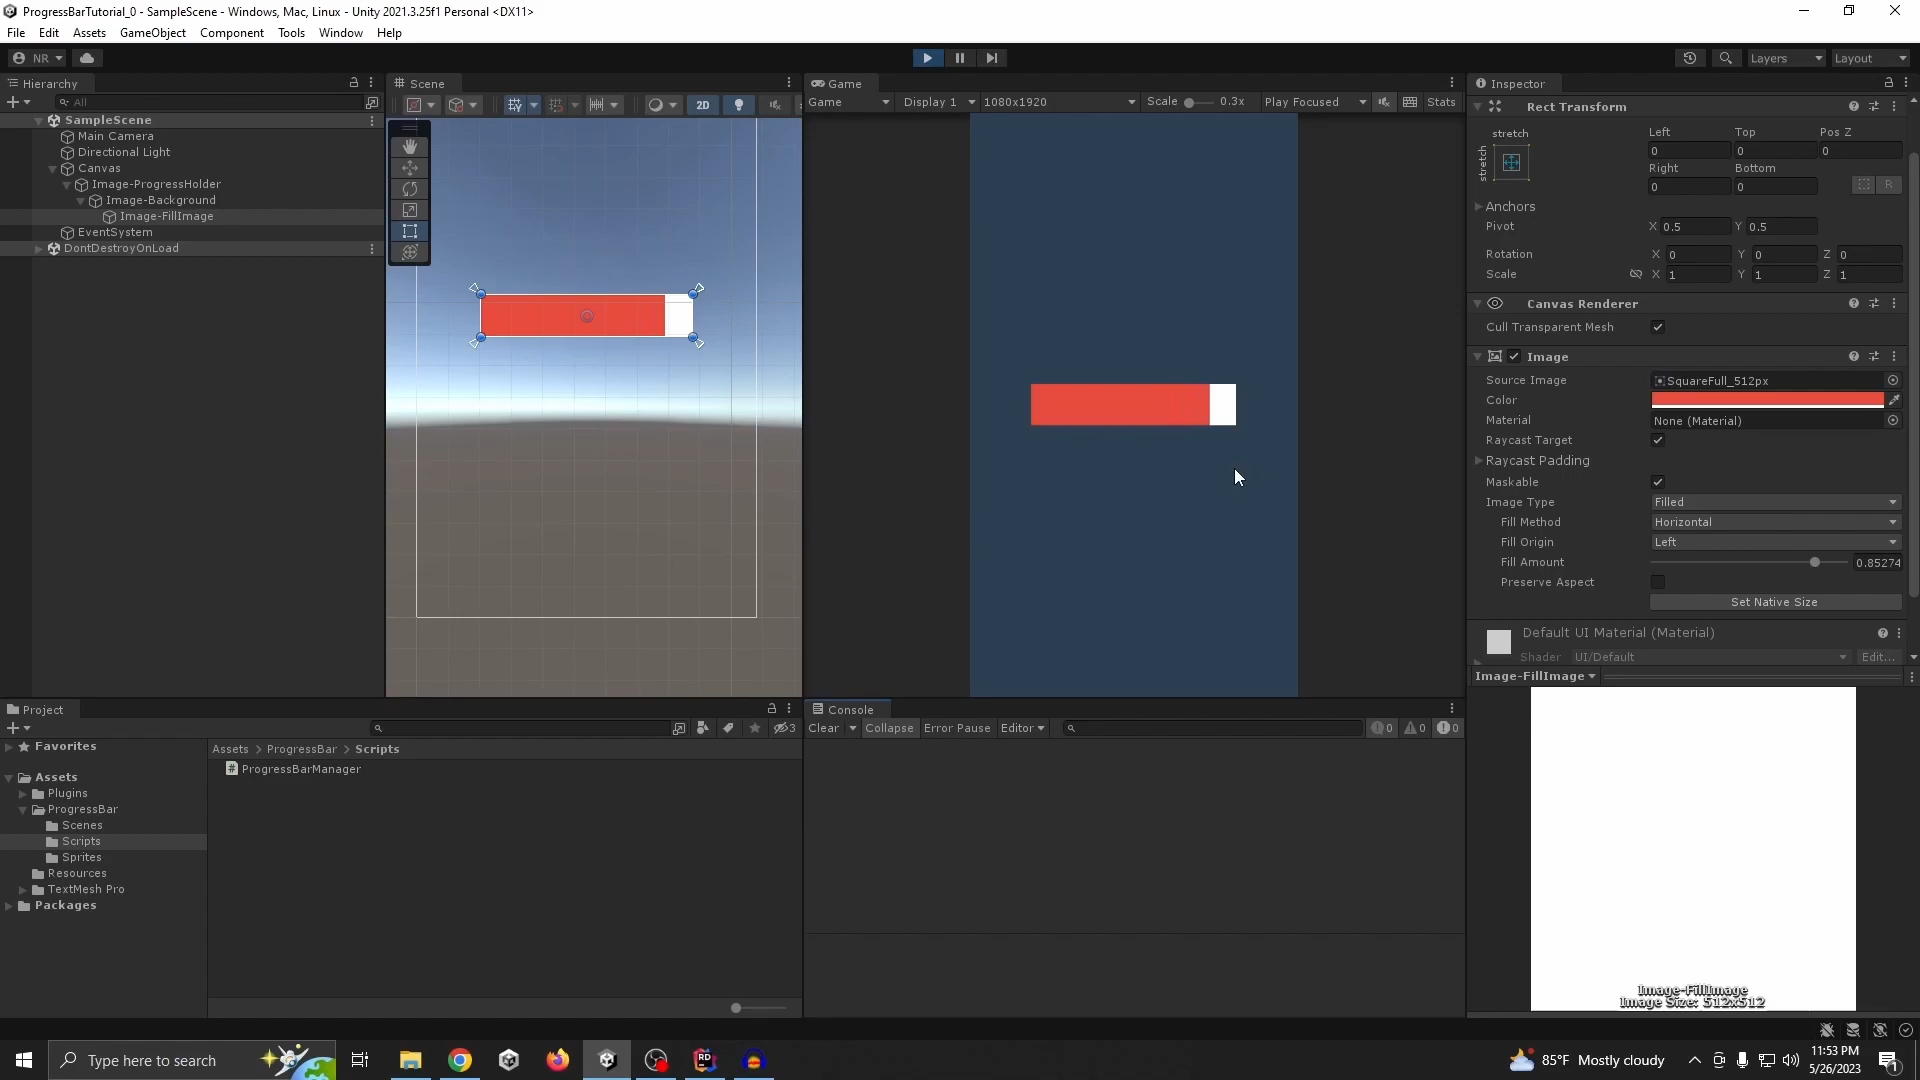 ProgressBarTutorial_0 - SampleScene - Windows, Mac, Linux - Unity 2021.3.25f1 Personal <DX11>
File Edit Assets GameObject Component Tools Window Help
NR
Layers
Layout
Hierarchy
All
SampleScene
Main Camera
Directional Light
Canvas
Image-ProgressHolder
Image-Background
Image-FillImage
EventSystem
DontDestroyOnLoad
Scene
2D
Game
Game Display 1 1080x1920 Scale 0.3x Play Focused Stats
Inspector
Rect Transform
stretch
stretch
Left Top Pos Z
0 0 0
Right Bottom
0 0 R
Anchors
Pivot X 0.5 Y 0.5
Rotation X 0 Y 0 Z 0
Scale X 1 Y 1 Z 1
Canvas Renderer
Cull Transparent Mesh
Image
Source Image SquareFull_512px
Color
Material None (Material)
Raycast Target
Raycast Padding
Maskable
Image Type Filled
Fill Method Horizontal
Fill Origin Left
Fill Amount 0.85274
Preserve Aspect
Set Native Size
Default UI Material (Material)
Shader UI/Default Edit...
Image-FillImage
Image-FillImage
Image Size: 512x512
Project
3
Favorites
Assets
Plugins
ProgressBar
Scenes
Scripts
Sprites
Resources
TextMesh Pro
Packages
Assets > ProgressBar > Scripts
ProgressBarManager
Console
Clear Collapse Error Pause Editor 0 0 0
Type here to search
RD
85°F Mostly cloudy
11:53 PM
5/26/2023
1